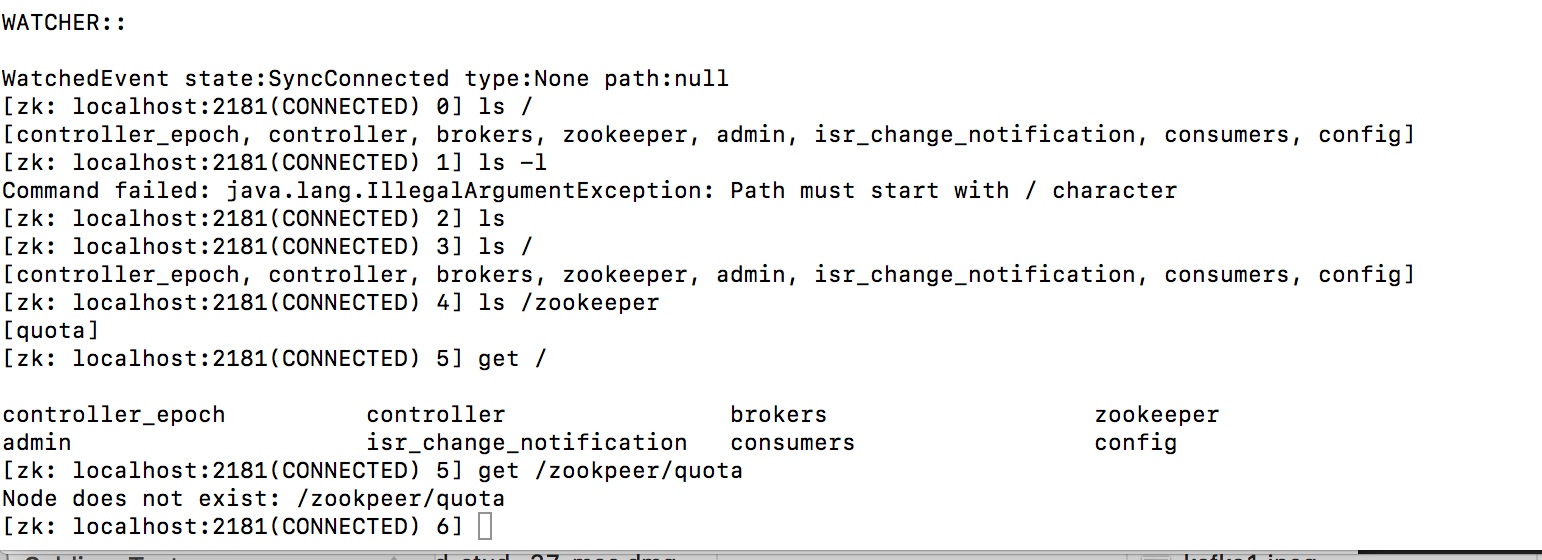 WATCHER::
WatchedEvent state:SyncConnected type:None path:null
[zk: localhost:2181(CONNECTED) 0] ls /
[controller_epoch, controller, brokers, zookeeper, admin, isr_change_notification, consumers, config]
[zk: localhost:2181(CONNECTED) 1] ls -l
Command failed: java.lang.IllegalArgumentException: Path must start with / character
[zk: localhost:2181(CONNECTED) 2] ls
[zk: localhost:2181(CONNECTED) 3] ls /
[controller_epoch, controller, brokers, zookeeper, admin, isr_change_notification, consumers, config]
[zk: localhost:2181(CONNECTED) 4] ls /zookeeper
[quota]
[zk: localhost:2181(CONNECTED) 5] get /
controller_epoch controller brokers zookeeper
admin isr_change_notification consumers config
[zk: localhost:2181(CONNECTED) 5] get /zookpeer/quota
Node does not exist: /zookpeer/quota
[zk: localhost:2181(CONNECTED) 6]